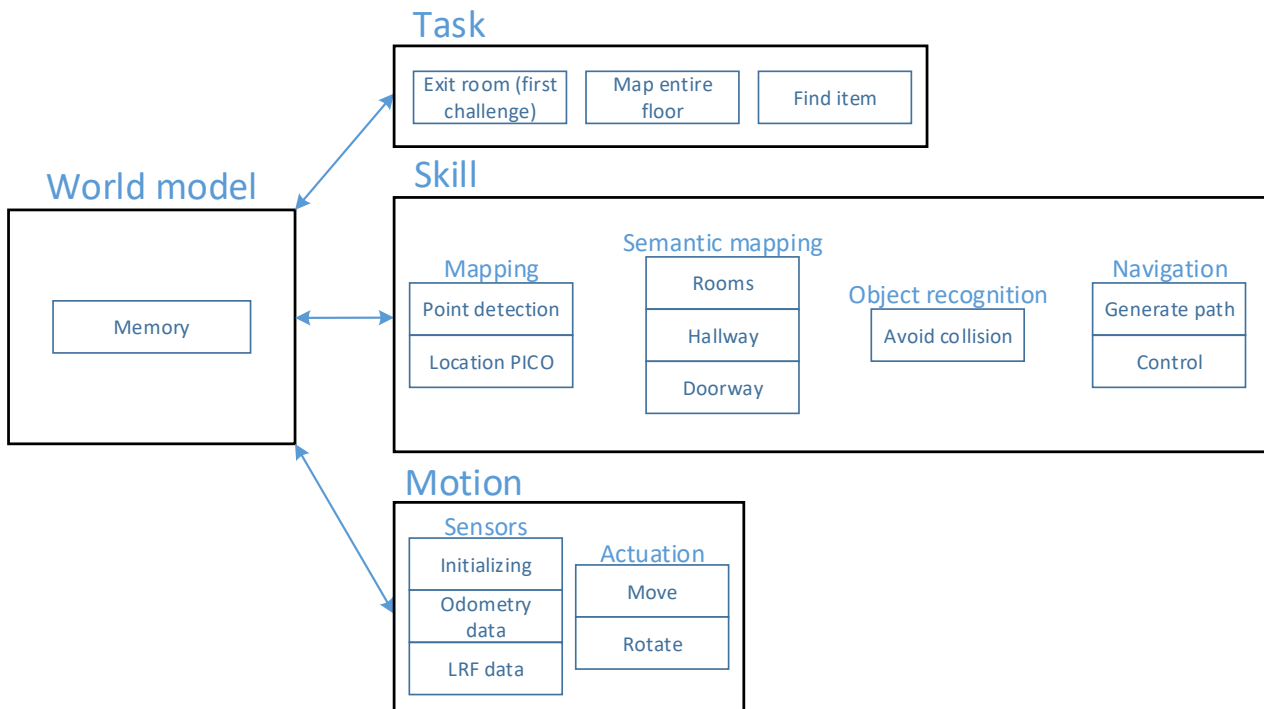 Task
Exit room (first
challenge)
Map entire
floor
Find item
World model
Memory
Skill
Mapping
Point detection
Location PICO
Semantic mapping
Rooms
Hallway
Doorway
Object recognition
Avoid collision
Navigation
Generate path
Control
Motion
Sensors
Initializing
Odometry
data
LRF data
Actuation
Move
Rotate